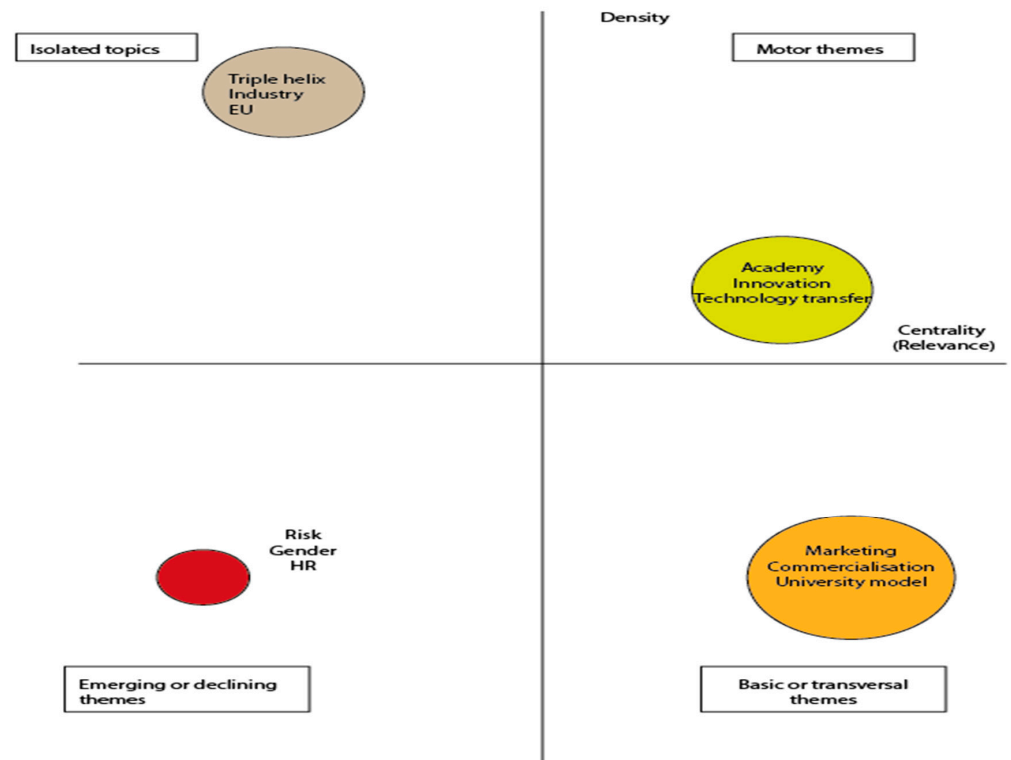 Density
Isolated topics
Motor themes
Triple helix
Industry
EU
Academy
Innovation
Technology transfer
Centrality
(Relevance)
Risk
Gender
HR
Marketing
Commercialisation
University model
Emerging or declining
themes
Basic or transversal
themes